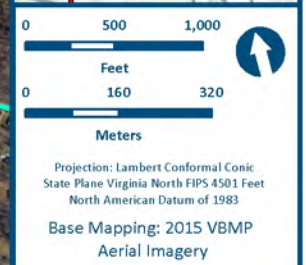 0 500 1,000
Feet
0 160 320
Meters
Projection: Lambert Conformal Conic
State Plane Virginia North FIPS 4501 Feet
North American Datum of 1983
Base Mapping: 2015 VBMP
Aerial Imagery